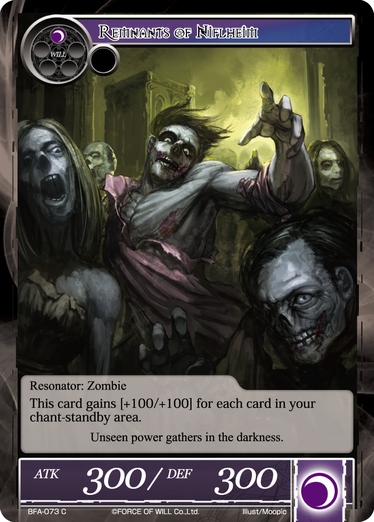 Remnants of Niflheim
WILL
Resonator: Zombie
This card gains [+100/+100] for each card in your
chant-standby area.
Unseen power gathers in the darkness.
ATK 300 / DEF 300
BFA-073 C ©FORCE OF WILL Co.,Ltd. Illust/Moopic